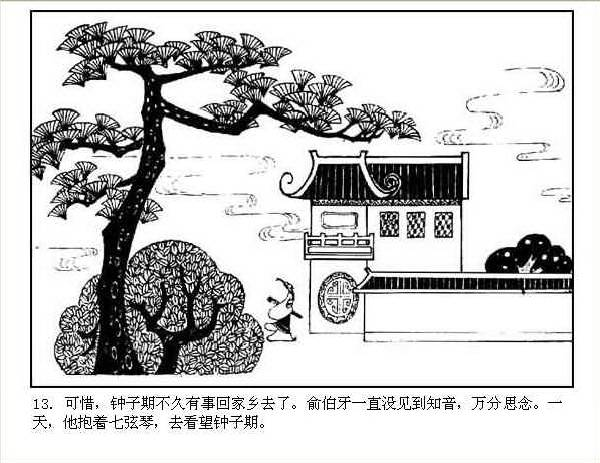 13. 可惜，钟子期不久有事回家乡去了。俞伯牙一直没见到知音，万分思念。一
天，他抱着七弦琴，去看望钟子期。